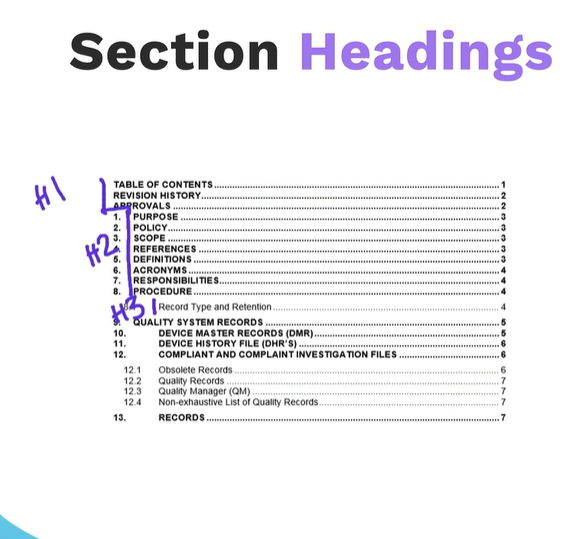 Section Headings
H1
TABLE OF CONTENTS 1
REVISION HISTORY 2
APPROVALS 2
1. PURPOSE 3
2. POLICY 3
H2
3. SCOPE 3
REFERENCES 3
5. DEFINITIONS 3
6. ACRONYMS 4
7. RESPONSIBILITIES 4
8. PROCEDURE 4
H3
Record Type and Retention 4
9. QUALITY SYSTEM RECORDS 5
10. DEVICE MASTER RECORDS (DMR) 5
11. DEVICE HISTORY FILE (DHR'S) 6
12. COMPLIANT AND COMPLAINT INVESTIGATION FILES 6
12.1 Obsolete Records 6
12.2 Quality Records 7
12.3 Quality Manager (QM) 7
12.4 Non-exhaustive List of Quality Records 7
13. RECORDS 7